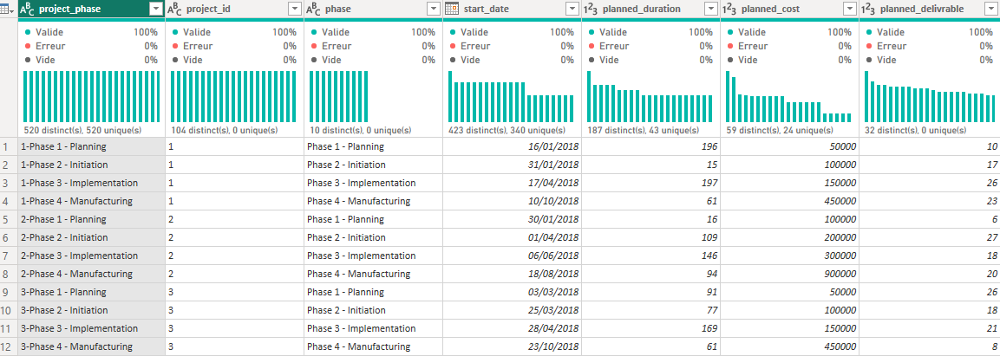 project_phase project_id phase start_date planned_duration planned_cost planned_delivrable
Valide 100% Valide 100% Valide 100% Valide 100% Valide 100% Valide 100% Valide 100%
Erreur 0% Erreur 0% Erreur 0% Erreur 0% Erreur 0% Erreur 0% Erreur 0%
Vide 0% Vide 0% Vide 0% Vide 0% Vide 0% Vide 0% Vide 0%
520 distinct(s), 520 unique(s) 104 distinct(s), 0 unique(s) 10 distinct(s), 0 unique(s) 423 distinct(s), 340 unique(s) 187 distinct(s), 43 unique(s) 59 distinct(s), 24 unique(s) 32 distinct(s), 0 unique(s)
1 1-Phase 1 - Planning 1 Phase 1 - Planning 16/01/2018 196 50000 10
2 1-Phase 2 - Initiation 1 Phase 2 - Initiation 31/01/2018 15 100000 17
3 1-Phase 3 - Implementation 1 Phase 3 - Implementation 17/04/2018 197 150000 26
4 1-Phase 4 - Manufacturing 1 Phase 4 - Manufacturing 10/10/2018 61 450000 23
5 2-Phase 1 - Planning 2 Phase 1 - Planning 30/01/2018 16 100000 6
6 2-Phase 2 - Initiation 2 Phase 2 - Initiation 01/04/2018 109 200000 27
7 2-Phase 3 - Implementation 2 Phase 3 - Implementation 06/06/2018 146 300000 18
8 2-Phase 4 - Manufacturing 2 Phase 4 - Manufacturing 18/08/2018 94 900000 20
9 3-Phase 1 - Planning 3 Phase 1 - Planning 03/03/2018 91 50000 26
10 3-Phase 2 - Initiation 3 Phase 2 - Initiation 25/03/2018 77 100000 18
11 3-Phase 3 - Implementation 3 Phase 3 - Implementation 28/04/2018 169 150000 21
12 3-Phase 4 - Manufacturing 3 Phase 4 - Manufacturing 23/10/2018 61 450000 8